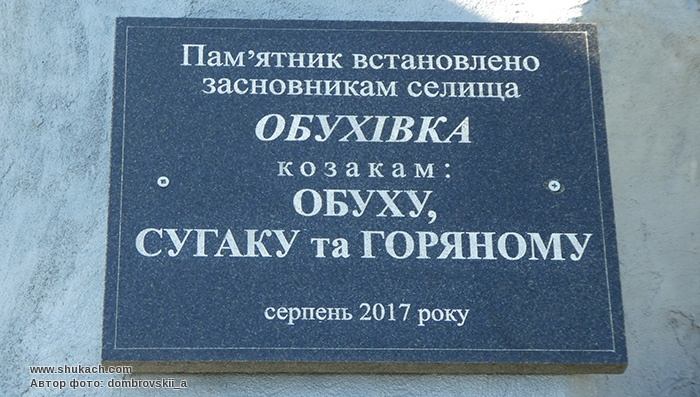 Пам’ятник встановлено
засновникам селища
ОБУХІВКА
козакам:
ОБУХУ,
СУГАКУ та ГОРЯНОМУ
серпень 2017 року
www.shukach.com
Автор фото: dombrovskii_a